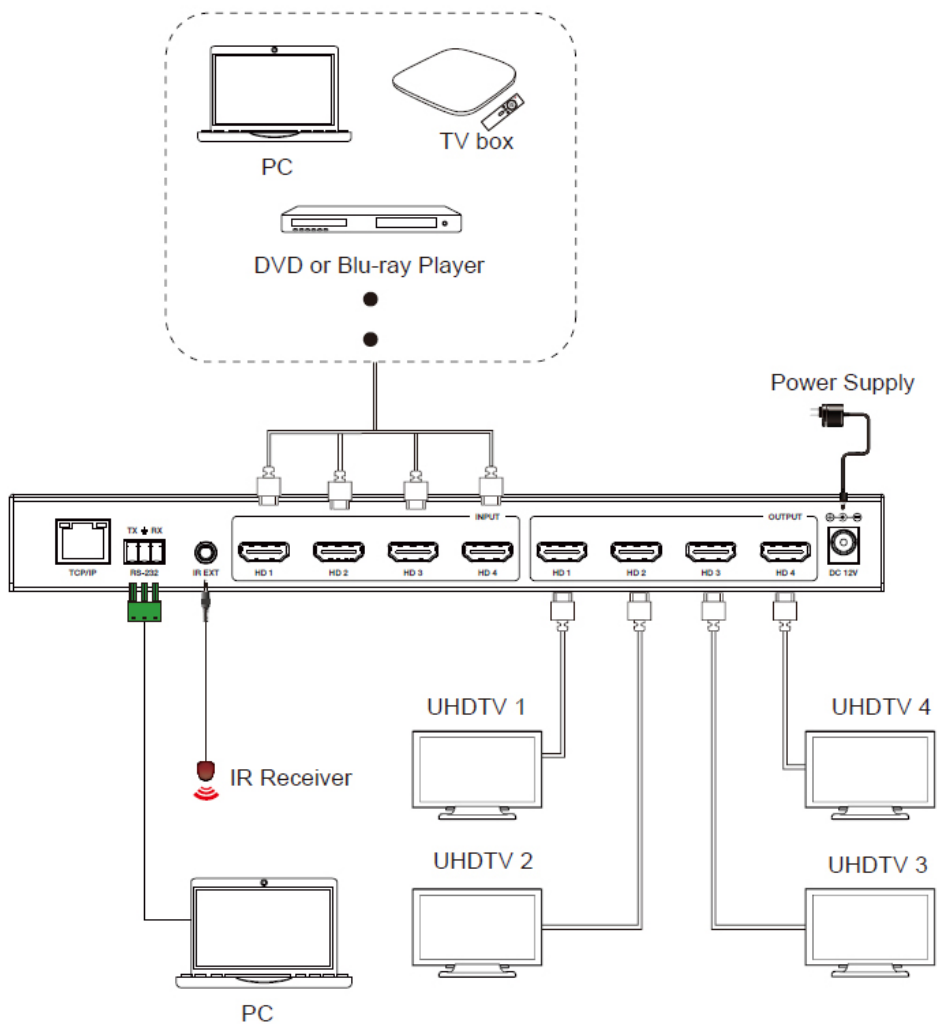 PC
TV box
DVD or Blu-ray Player
Power Supply
INPUT
OUTPUT
TX RX
TCP/IP
RS-232
IR EXT
HD 1
HD 2
HD 3
HD 4
HD 1
HD 2
HD 3
HD 4
DC 12V
UHDTV 1
UHDTV 4
IR Receiver
UHDTV 2
UHDTV 3
PC